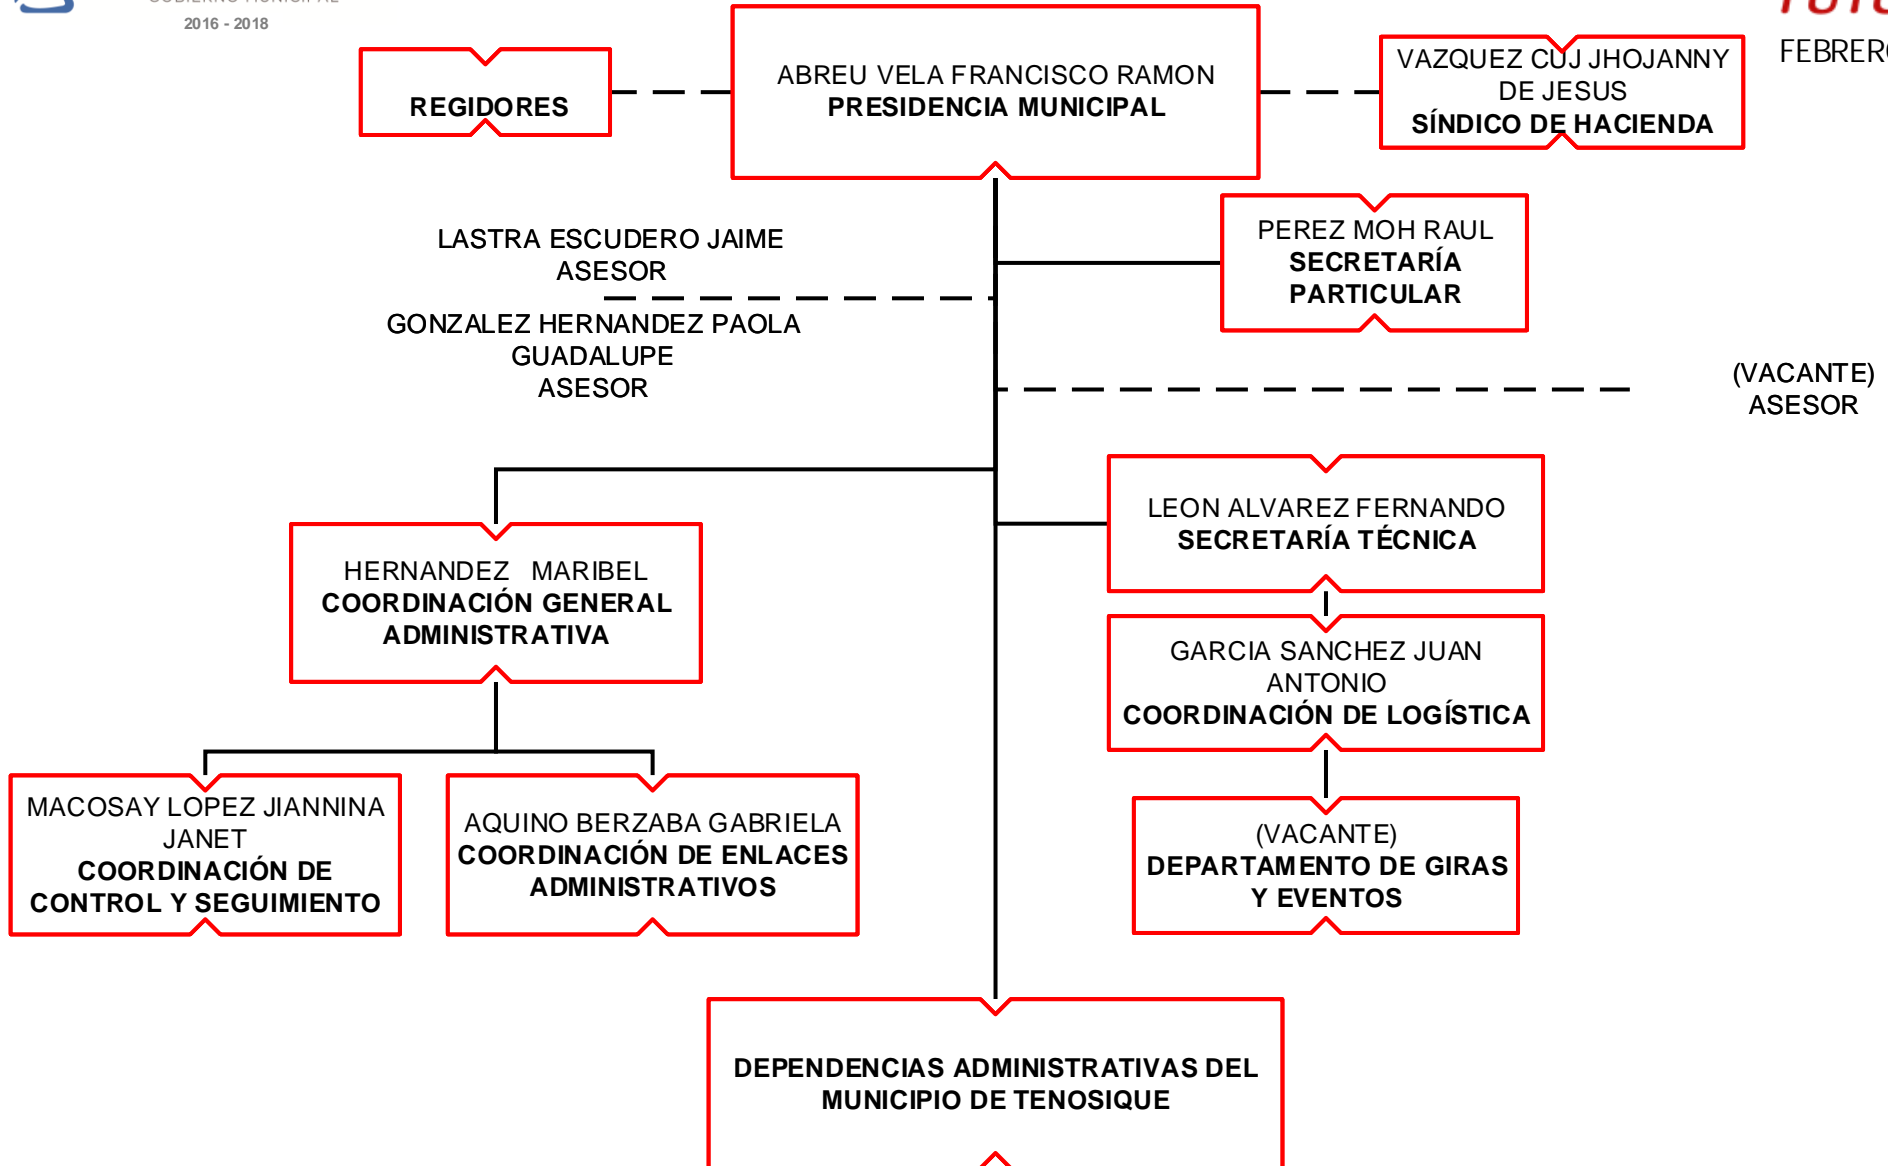 GOBIERNO MUNICIPAL
2016 - 2018
FEBRERO
REGIDORES
ABREU VELA FRANCISCO RAMON
PRESIDENCIA MUNICIPAL
VAZQUEZ CUJ JHOJANNY
DE JESUS
SÍNDICO DE HACIENDA
LASTRA ESCUDERO JAIME
ASESOR
PEREZ MOH RAUL
SECRETARÍA
PARTICULAR
GONZALEZ HERNANDEZ PAOLA
GUADALUPE
ASESOR
(VACANTE)
ASESOR
HERNANDEZ MARIBEL
COORDINACIÓN GENERAL
ADMINISTRATIVA
LEON ALVAREZ FERNANDO
SECRETARÍA TÉCNICA
GARCIA SANCHEZ JUAN
ANTONIO
COORDINACIÓN DE LOGÍSTICA
MACOSAY LOPEZ JIANNINA
JANET
COORDINACIÓN DE
CONTROL Y SEGUIMIENTO
AQUINO BERZABA GABRIELA
COORDINACIÓN DE ENLACES
ADMINISTRATIVOS
(VACANTE)
DEPARTAMENTO DE GIRAS
Y EVENTOS
DEPENDENCIAS ADMINISTRATIVAS DEL
MUNICIPIO DE TENOSIQUE